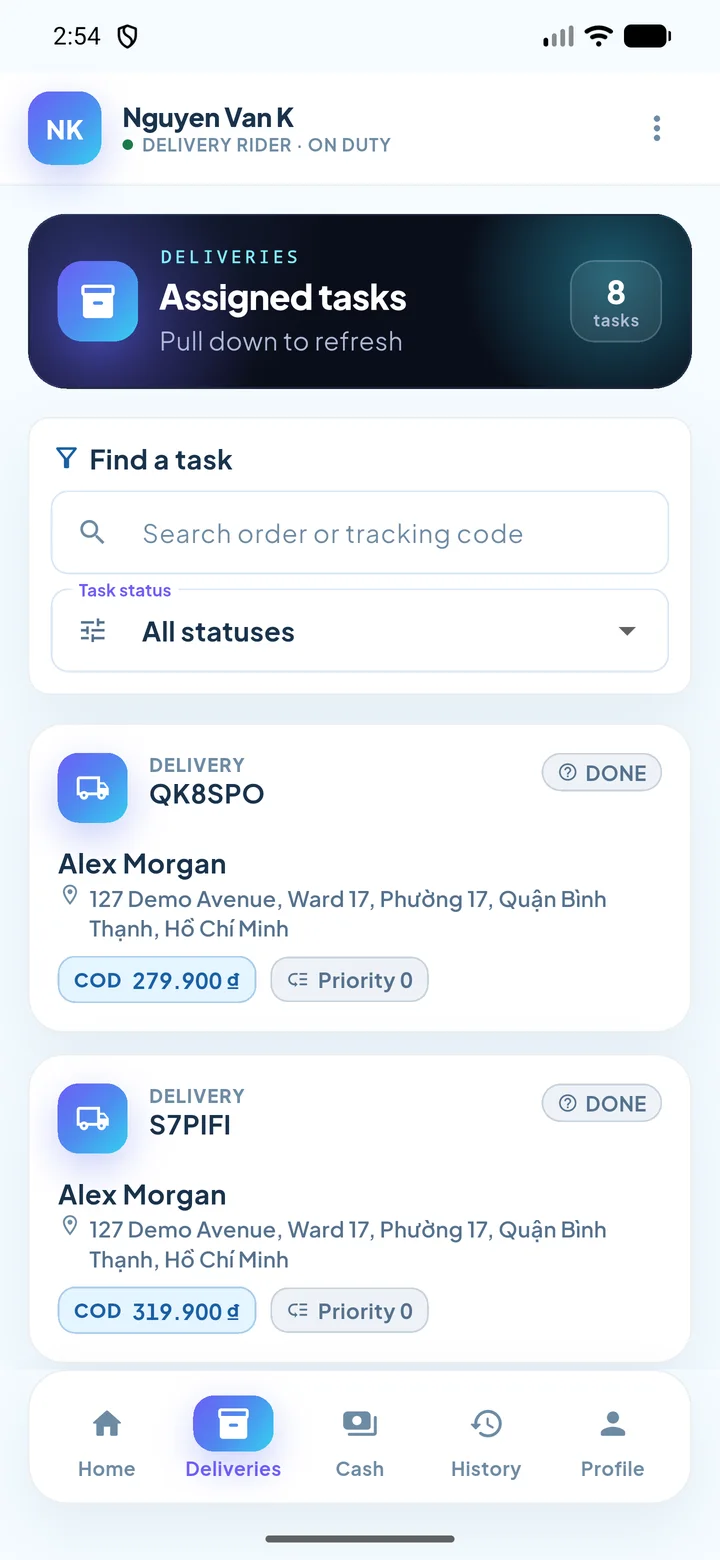 2:54
NK
Nguyen Van K
DELIVERY RIDER · ON DUTY
DELIVERIES
Assigned tasks
Pull down to refresh
8
tasks
Find a task
Search order or tracking code
Task status
All statuses
DELIVERY
QK8SPO
DONE
Alex Morgan
127 Demo Avenue, Ward 17, Phường 17, Quận Bình
Thạnh, Hồ Chí Minh
COD 279.900 ₫
Priority 0
DELIVERY
S7PIFI
DONE
Alex Morgan
127 Demo Avenue, Ward 17, Phường 17, Quận Bình
Thạnh, Hồ Chí Minh
COD 319.900 ₫
Priority 0
Home
Deliveries
Cash
History
Profile